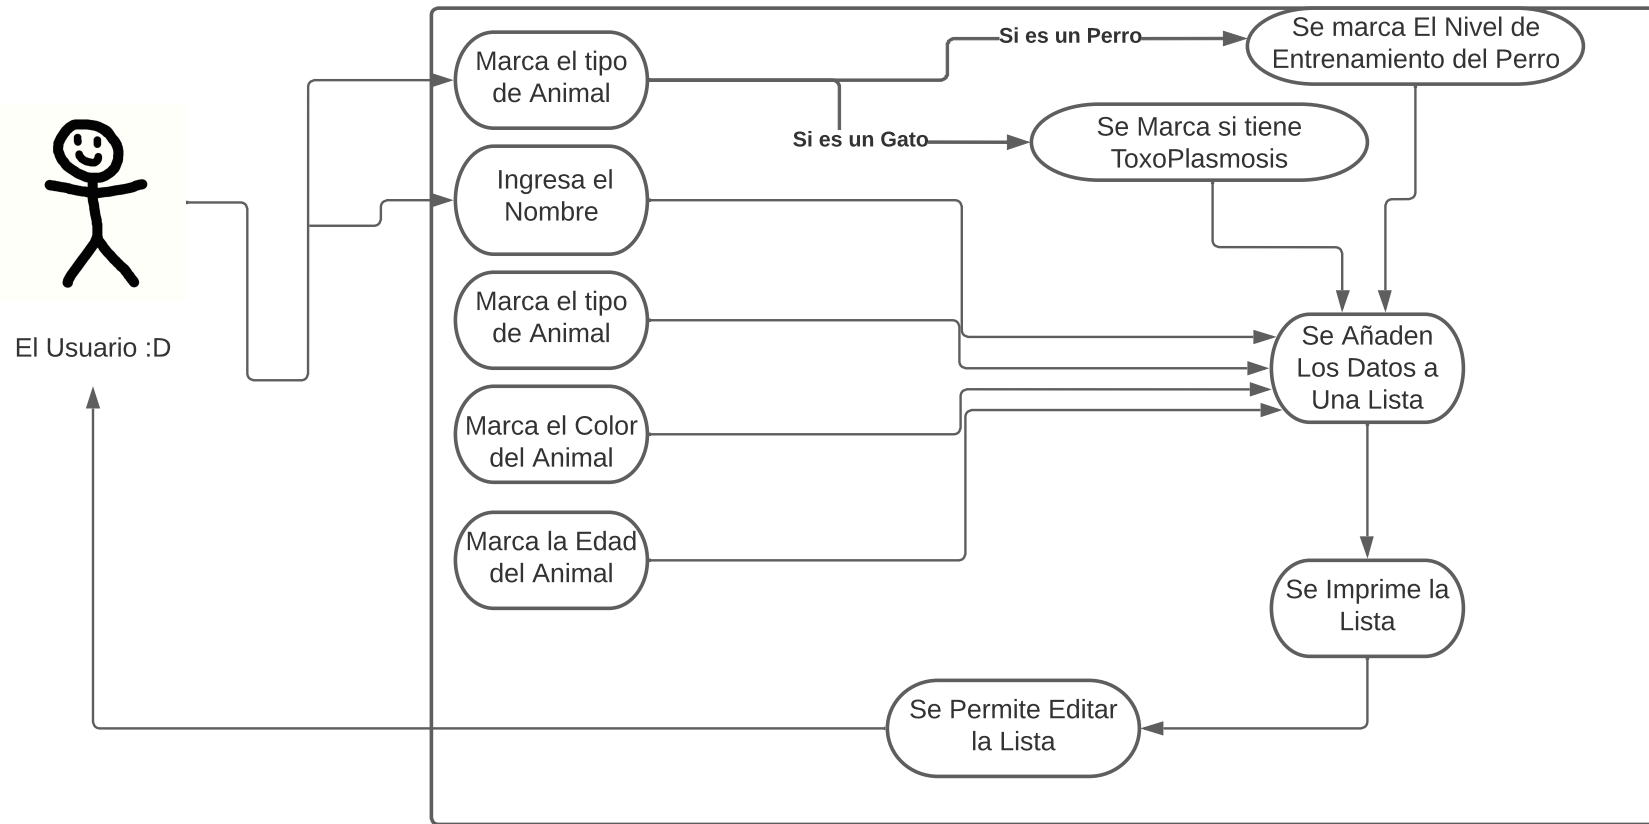 Marca el tipo
de Animal
Si es un Perro
Se marca El Nivel de
Entrenamiento del Perro
Si es un Gato
Se Marca si tiene
ToxoPlasmosis
Ingresa el
Nombre
El Usuario :D
Marca el tipo
de Animal
Se Añaden
Los Datos a
Una Lista
Marca el Color
del Animal
Marca la Edad
del Animal
Se Imprime la
Lista
Se Permite Editar
la Lista